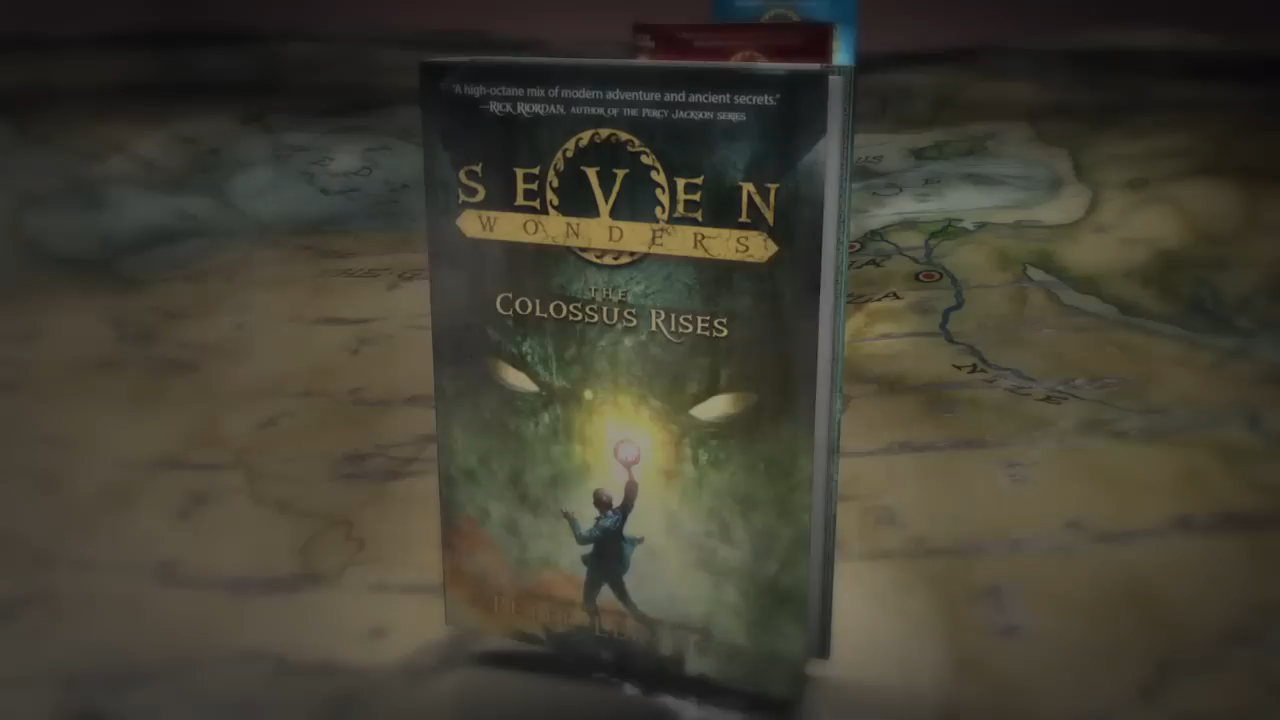 "A high-octane mix of modern adventure and ancient secrets."
—RICK RIORDAN, AUTHOR OF THE PERCY JACKSON SERIES
SEVEN
WONDERS
THE
COLOSSUS RISES
NILE